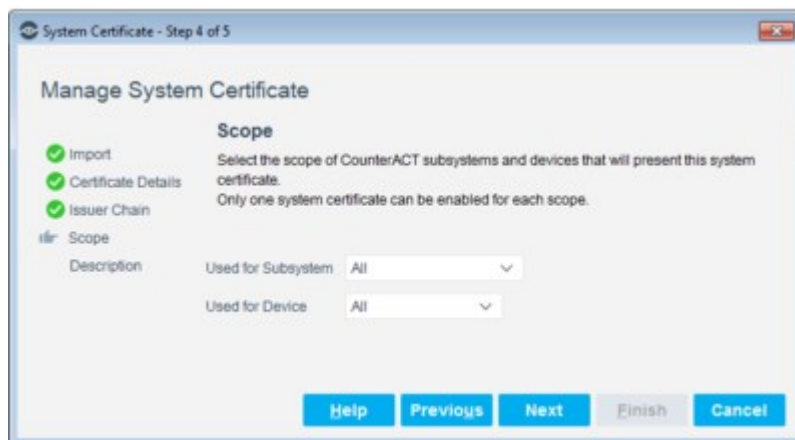 System Certificate - Step 4 of 5
Manage System Certificate
Import
Certificate Details
Issuer Chain
Scope
Description
Scope
Select the scope of CounterACT subsystems and devices that will present this system
certificate.
Only one system certificate can be enabled for each scope.
Used for Subsystem All
Used for Device All
Help Previous Next Finish Cancel